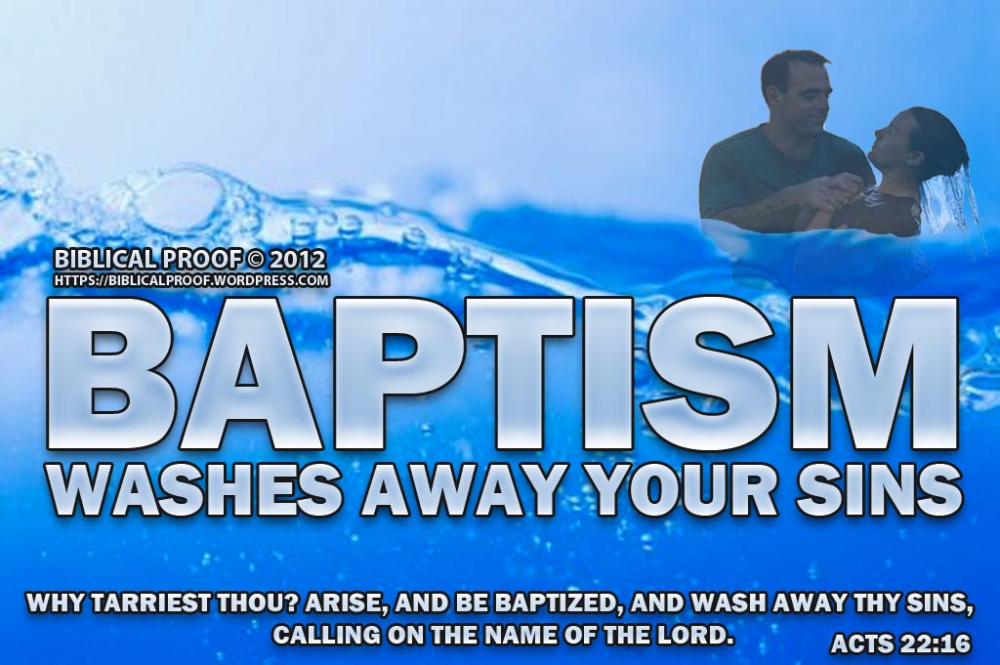 BIBLICAL PROOF © 2012
HTTPS://BIBLICALPROOF.WORDPRESS.COM
BAPTISM
WASHES AWAY YOUR SINS
WHY TARRIEST THOU? ARISE, AND BE BAPTIZED, AND WASH AWAY THY SINS,
CALLING ON THE NAME OF THE LORD.
ACTS 22:16